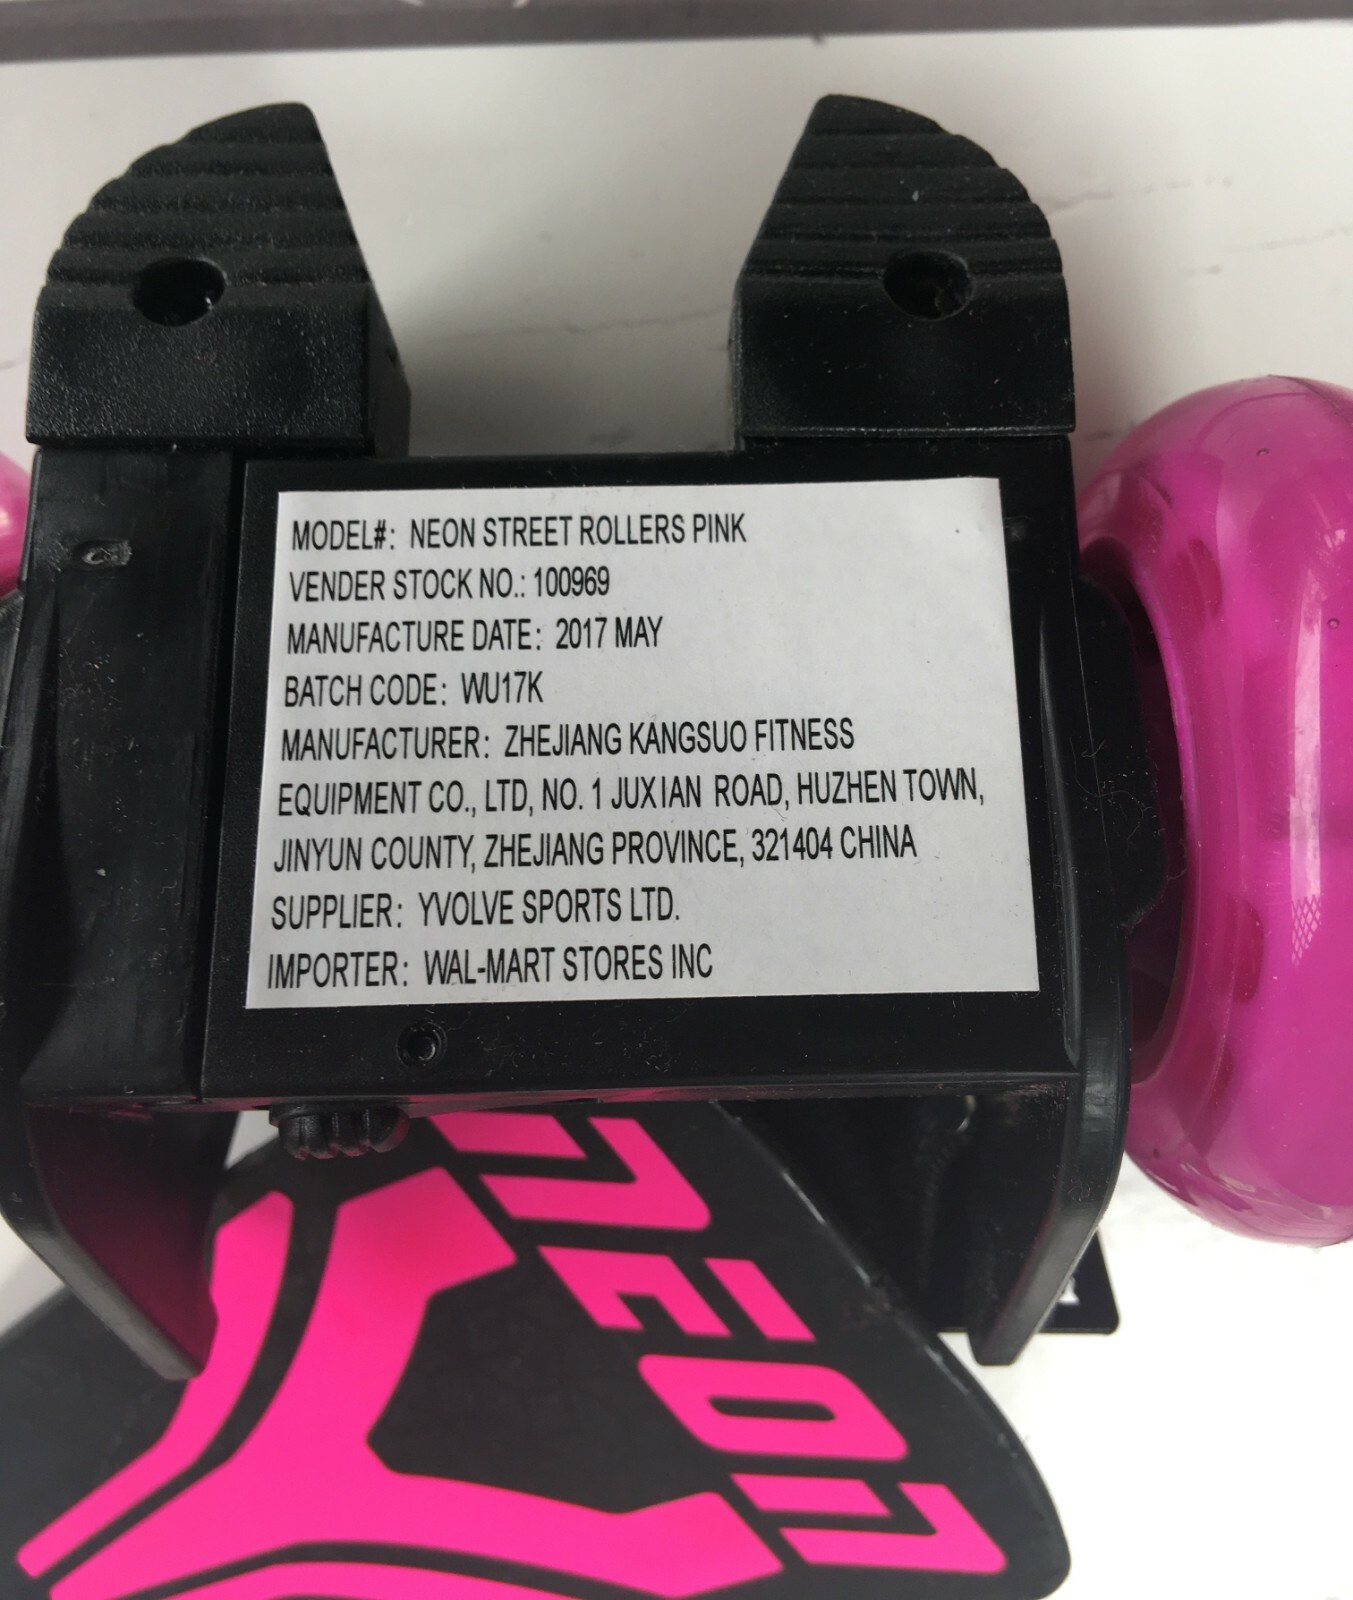 MODEL#: NEON STREET ROLLERS PINK
VENDER STOCK NO.: 100969
MANUFACTURE DATE: 2017 MAY
BATCH CODE: WU17K
MANUFACTURER: ZHEJIANG KANGSUO FITNESS
EQUIPMENT CO., LTD, NO. 1 JUXIAN ROAD, HUZHEN TOWN,
JINYUN COUNTY, ZHEJIANG PROVINCE, 321404 CHINA
SUPPLIER: YVOLVE SPORTS LTD.
IMPORTER: WAL-MART STORES INC
NEON